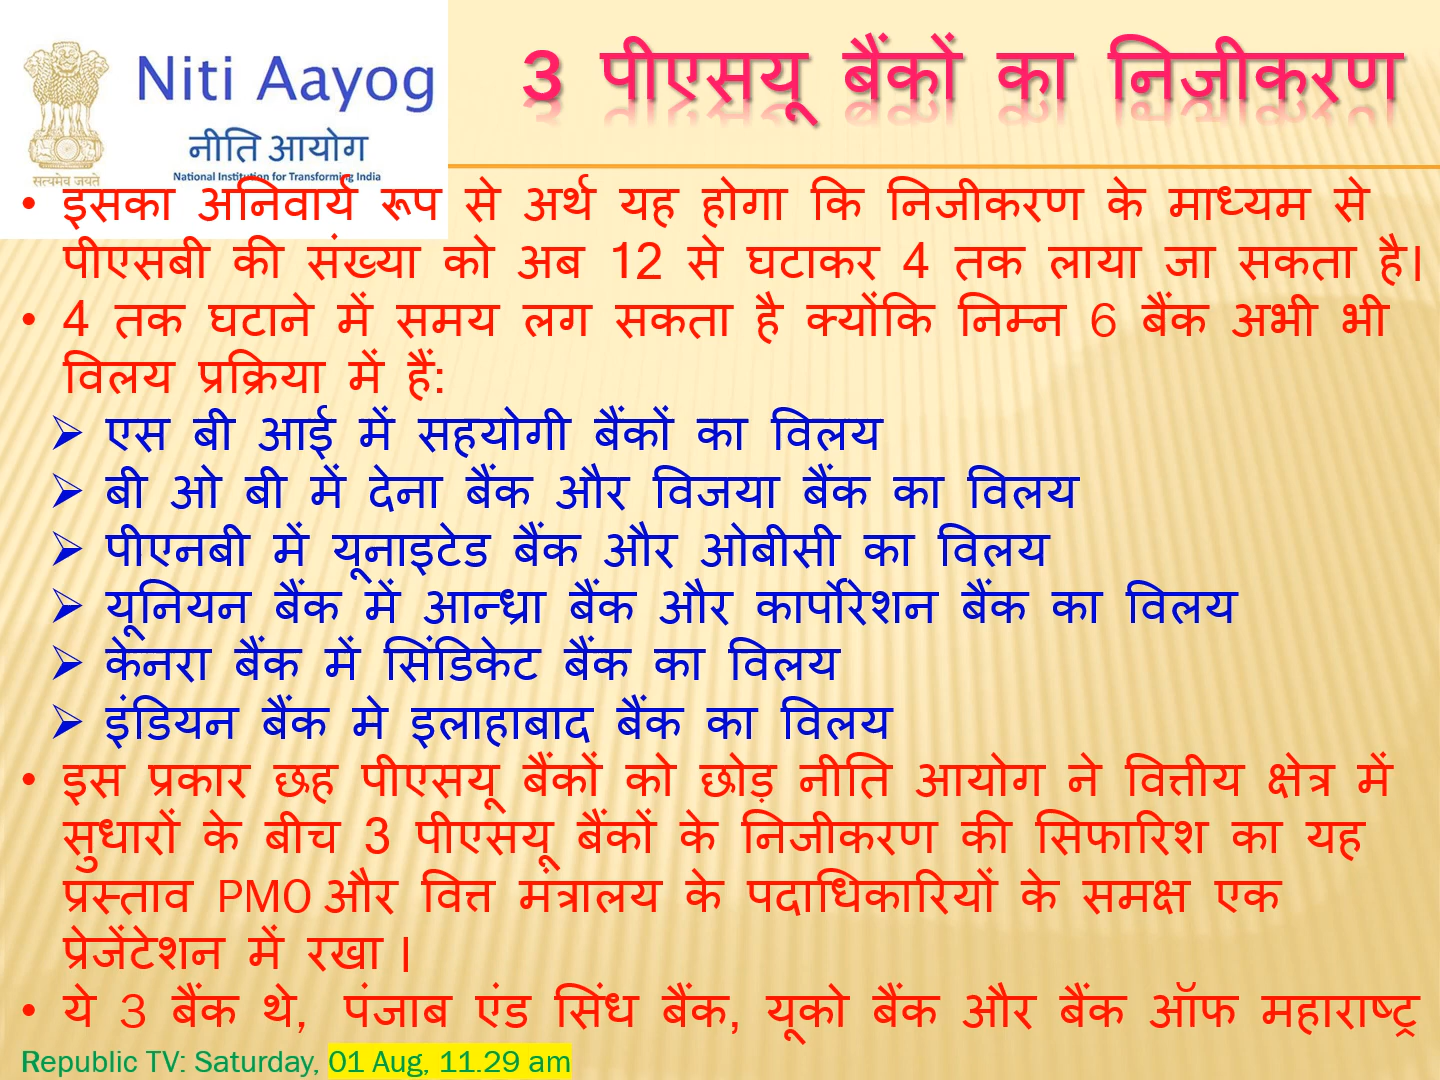 सत्यमेव जयते
Niti Aayog
नीति आयोग
National Institution for Transforming India
3 पीएसयू बैंकों का निजीकरण
• इसका अनिवार्य रूप से अर्थ यह होगा कि निजीकरण के माध्यम से
पीएसबी की संख्या को अब 12 से घटाकर 4 तक लाया जा सकता है।
• 4 तक घटाने में समय लग सकता है क्योंकि निम्न 6 बैंक अभी भी
विलय प्रक्रिया में हैं:
➢ एस बी आई में सहयोगी बैंकों का विलय
➢ बी ओ बी में देना बैंक और विजया बैंक का विलय
➢ पीएनबी में यूनाइटेड बैंक और ओबीसी का विलय
➢ यूनियन बैंक में आन्ध्रा बैंक और कार्पोरेशन बैंक का विलय
➢ केनरा बैंक में सिंडिकेट बैंक का विलय
➢ इंडियन बैंक मे इलाहाबाद बैंक का विलय
• इस प्रकार छह पीएसयू बैंकों को छोड़ नीति आयोग ने वित्तीय क्षेत्र में
सुधारों के बीच 3 पीएसयू बैंकों के निजीकरण की सिफारिश का यह
प्रस्ताव PMO और वित्त मंत्रालय के पदाधिकारियों के समक्ष एक
प्रेजेंटेशन में रखा ।
• ये 3 बैंक थे, पंजाब एंड सिंध बैंक, यूको बैंक और बैंक ऑफ महाराष्ट्र
Republic TV: Saturday, 01 Aug, 11.29 am